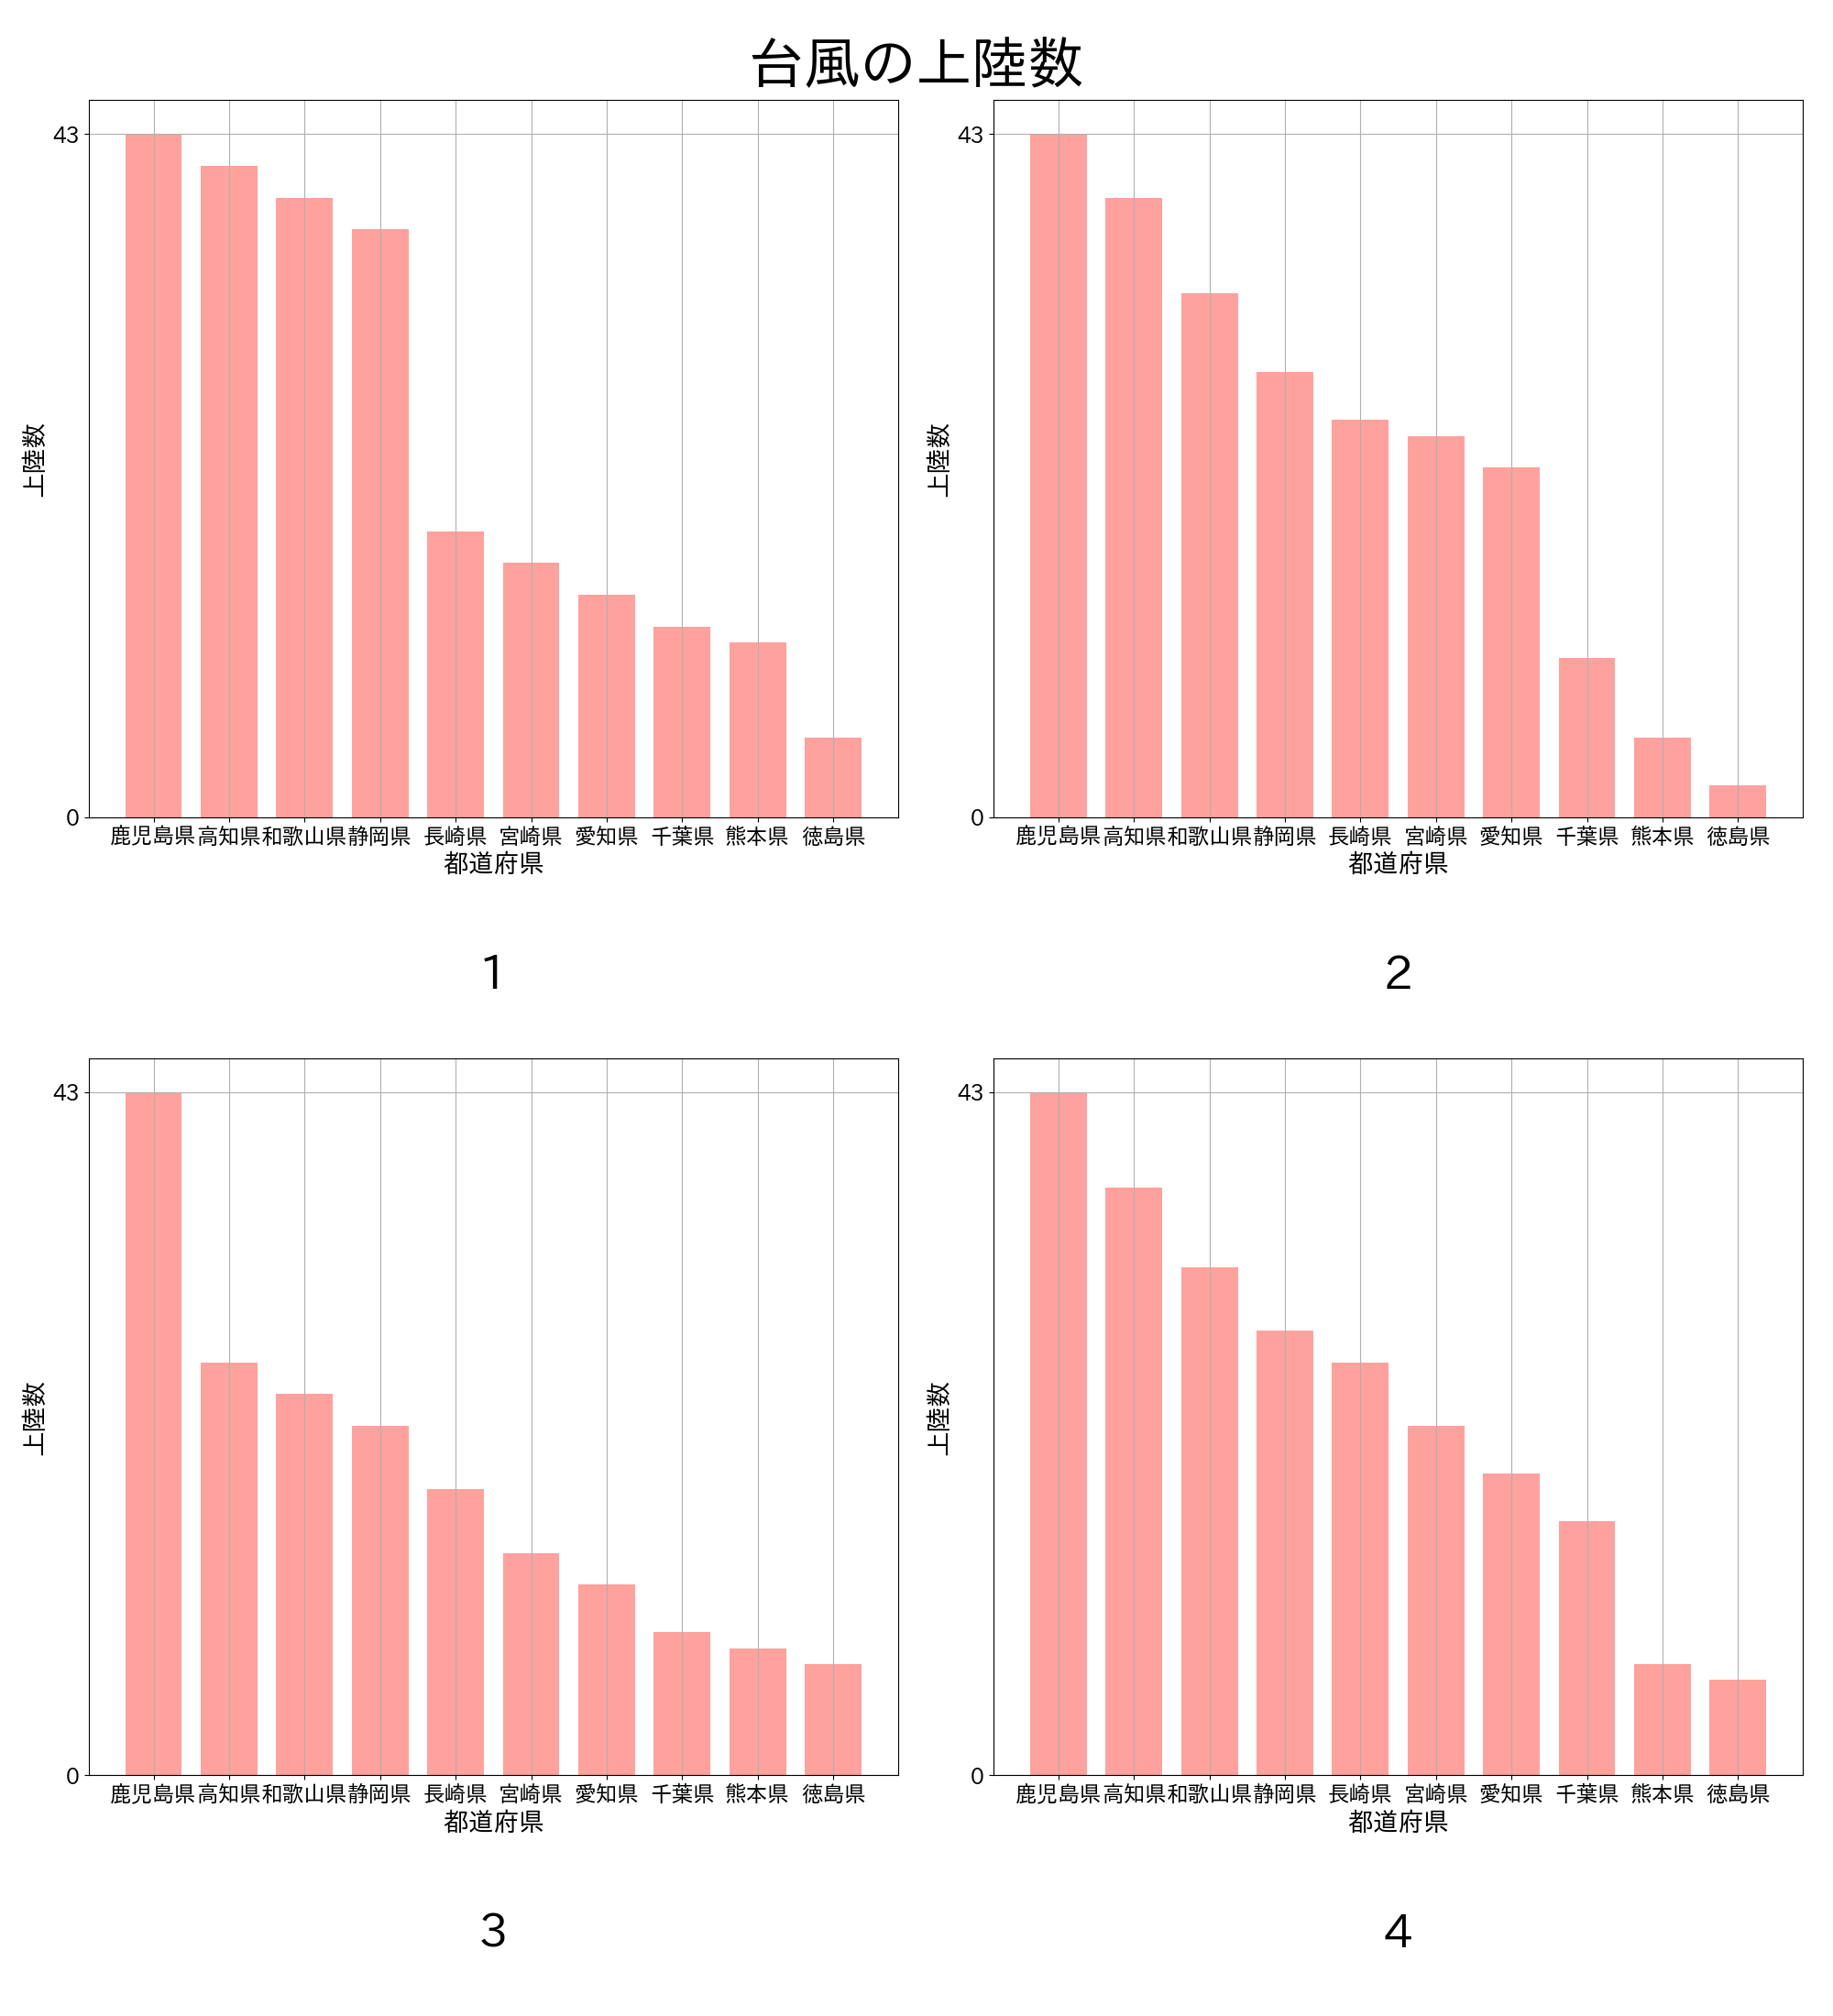 台風の上陸数
43
0
上陸数
鹿児島県 高知県 和歌山県 静岡県 長崎県 宮崎県 愛知県 千葉県 熊本県 徳島県
都道府県
1
43
0
上陸数
鹿児島県 高知県 和歌山県 静岡県 長崎県 宮崎県 愛知県 千葉県 熊本県 徳島県
都道府県
2
43
0
上陸数
鹿児島県 高知県 和歌山県 静岡県 長崎県 宮崎県 愛知県 千葉県 熊本県 徳島県
都道府県
3
43
0
上陸数
鹿児島県 高知県 和歌山県 静岡県 長崎県 宮崎県 愛知県 千葉県 熊本県 徳島県
都道府県
4